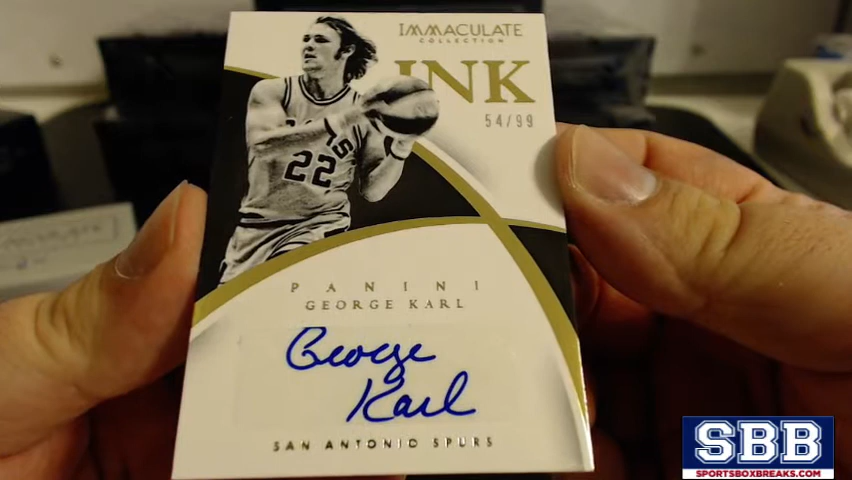 IMMACULATE
COLLECTION
INK
54/99
22
PANINI
GEORGE KARL
George
Karl
SAN ANTONIO SPURS
SBB
SPORTSBOXBREAKS.COM